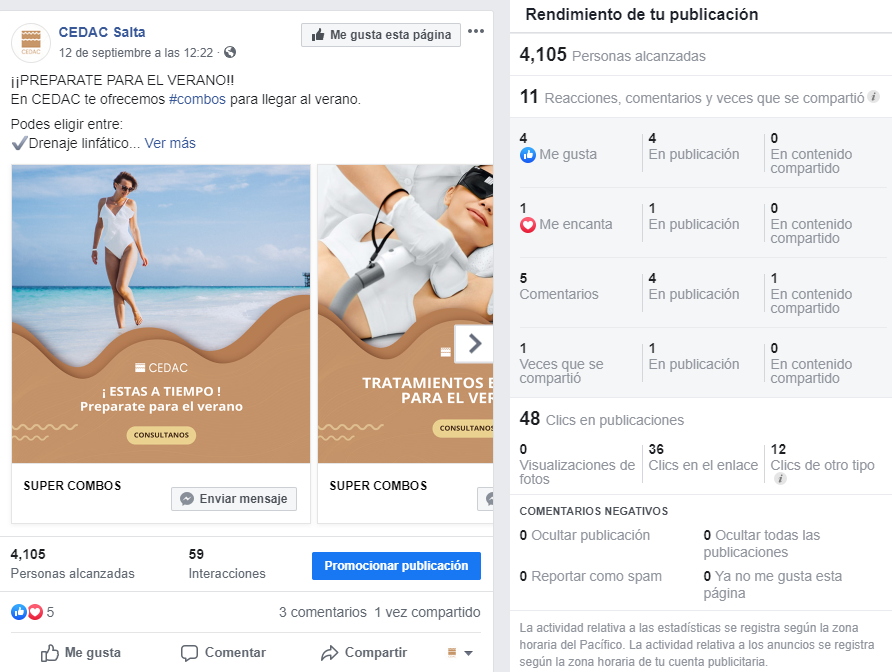 CEDAC Salta
12 de septiembre a las 12:22 ·
Me gusta esta página
¡¡PREPARATE PARA EL VERANO!!
En CEDAC te ofrecemos #combos para llegar al verano.
Podes eligir entre:
✓Drenaje linfático... Ver más
CEDAC
CEDAC
¡ ESTAS A TIEMPO !
Preparate para el verano
CONSULTANOS
TRATAMIENTOS E
PARA EL VER
CONSULTANOS
SUPER COMBOS
Enviar mensaje
SUPER COMBOS
4,105
Personas alcanzadas
59
Interacciones
Promocionar publicación
5
3 comentarios 1 vez compartido
Me gusta
Comentar
Compartir
Rendimiento de tu publicación
4,105 Personas alcanzadas
11 Reacciones, comentarios y veces que se compartió
4
Me gusta
4
En publicación
0
En contenido
compartido
1
Me encanta
1
En publicación
0
En contenido
compartido
5
Comentarios
4
En publicación
1
En contenido
compartido
1
Veces que se
compartió
1
En publicación
0
En contenido
compartido
48 Clics en publicaciones
0
Visualizaciones de
fotos
36
Clics en el enlace
12
Clics de otro tipo
COMENTARIOS NEGATIVOS
0 Ocultar publicación
0 Ocultar todas las
publicaciones
0 Reportar como spam
0 Ya no me gusta esta
página
La actividad relativa a las estadísticas se registra según la zona
horaria del Pacífico. La actividad relativa a los anuncios se registra
según la zona horaria de tu cuenta publicitaria.